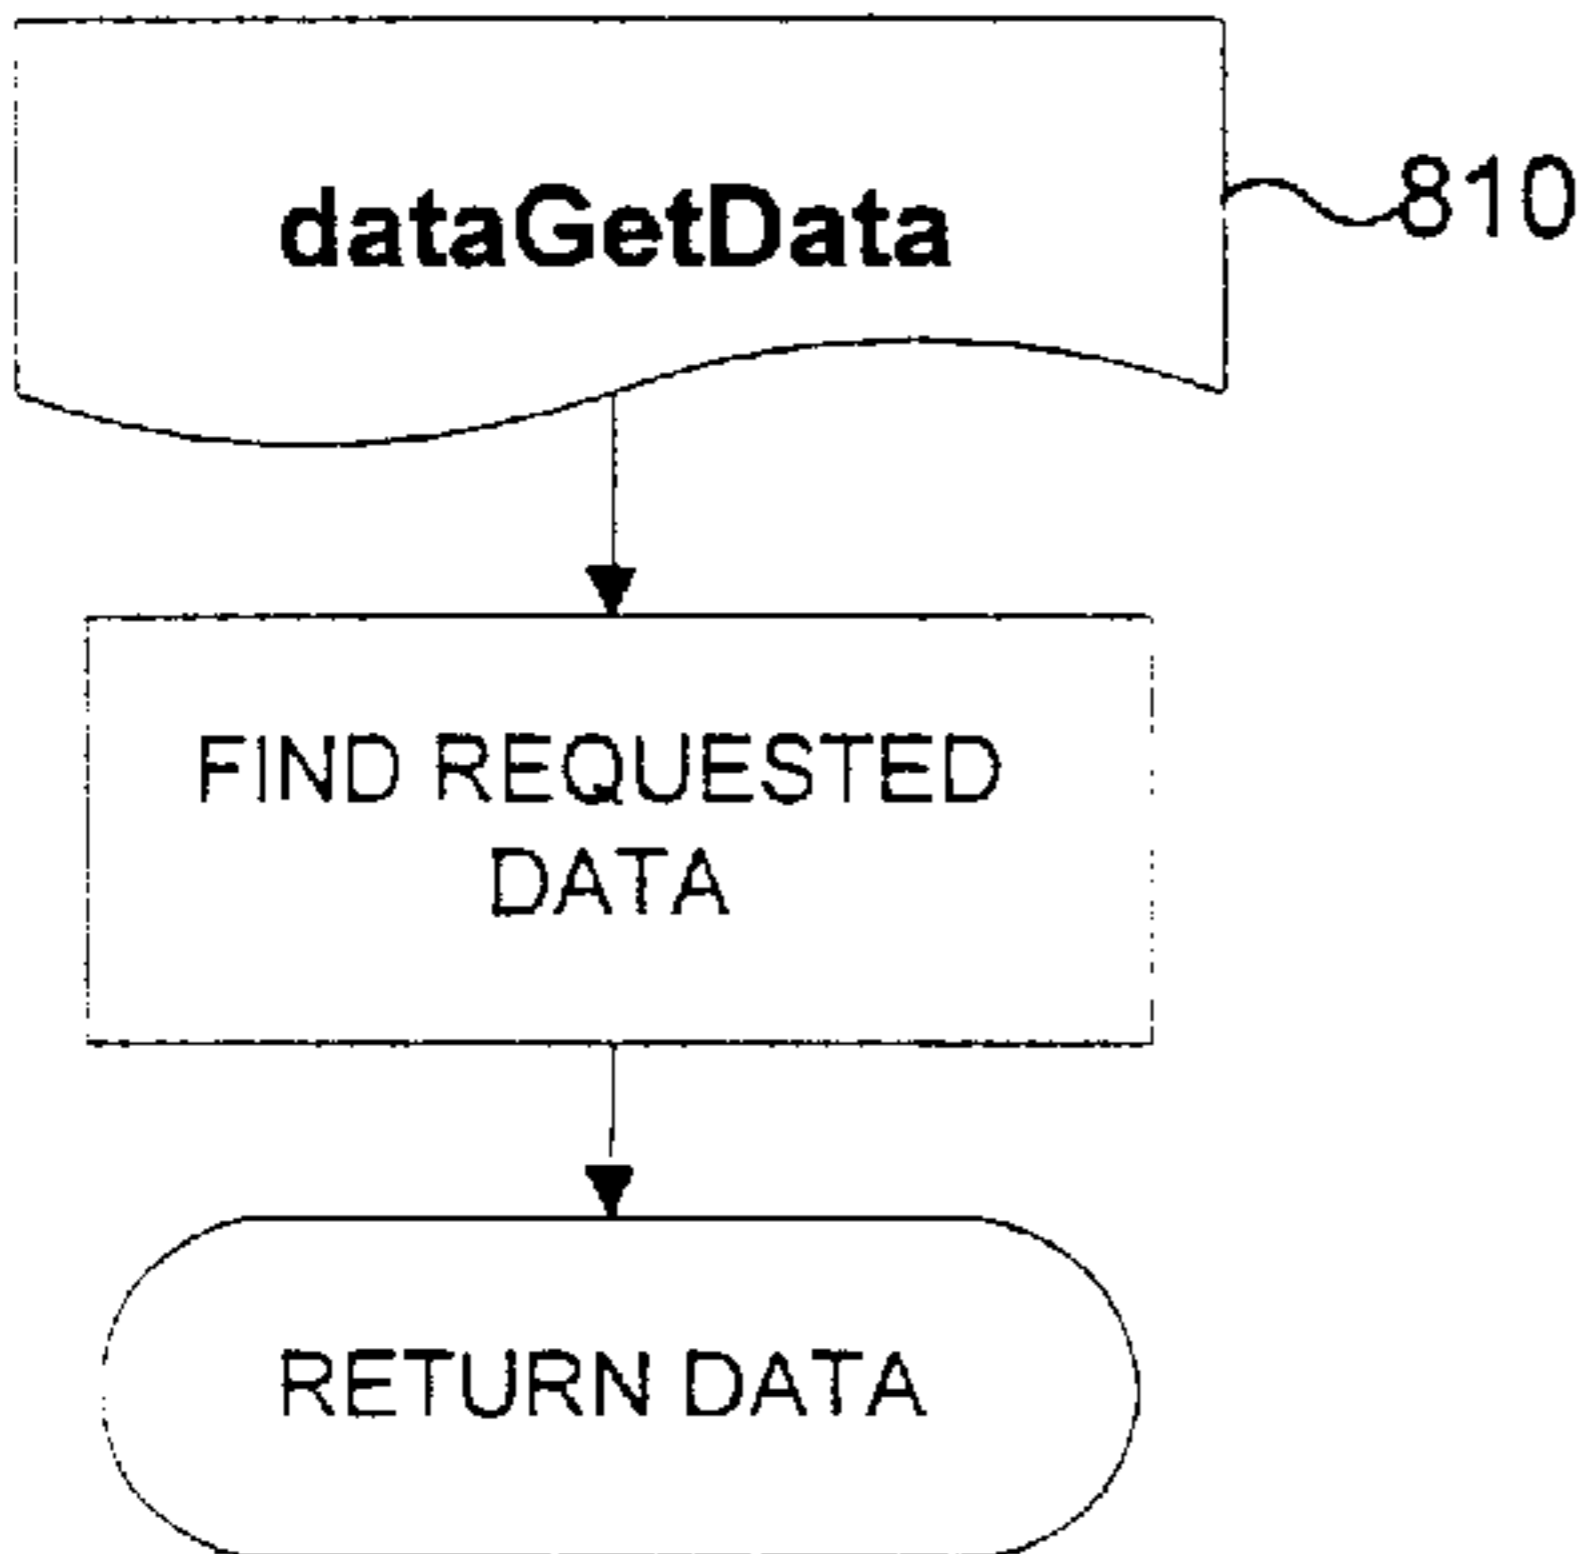 dataGetData
810
FIND REQUESTED
DATA
RETURN DATA